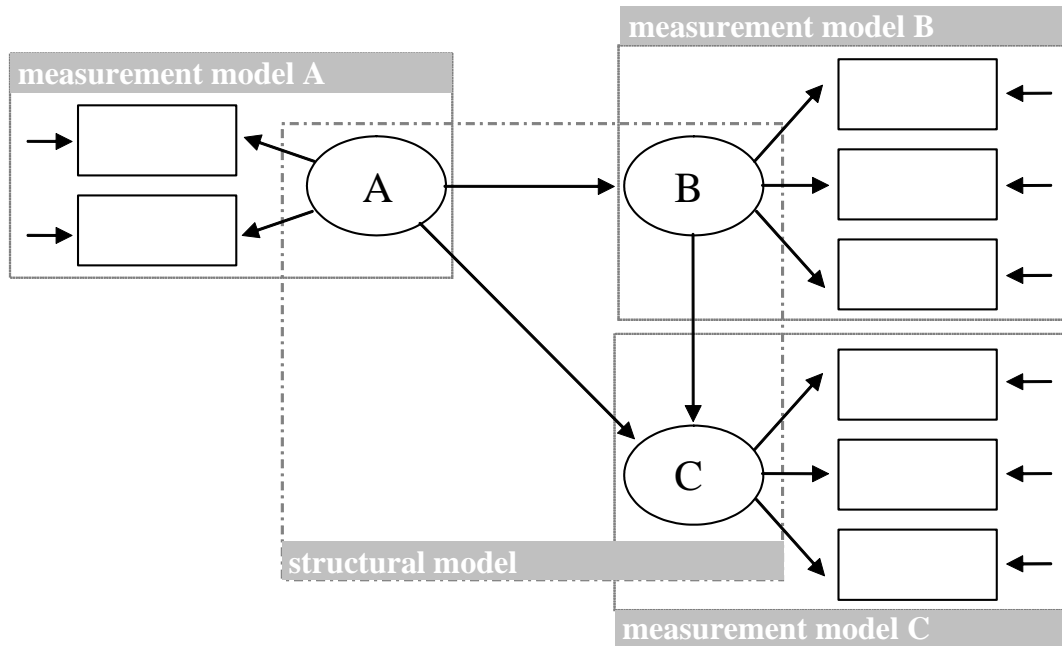 measurement model B
measurement model A
A
B
C
structural model
measurement model C